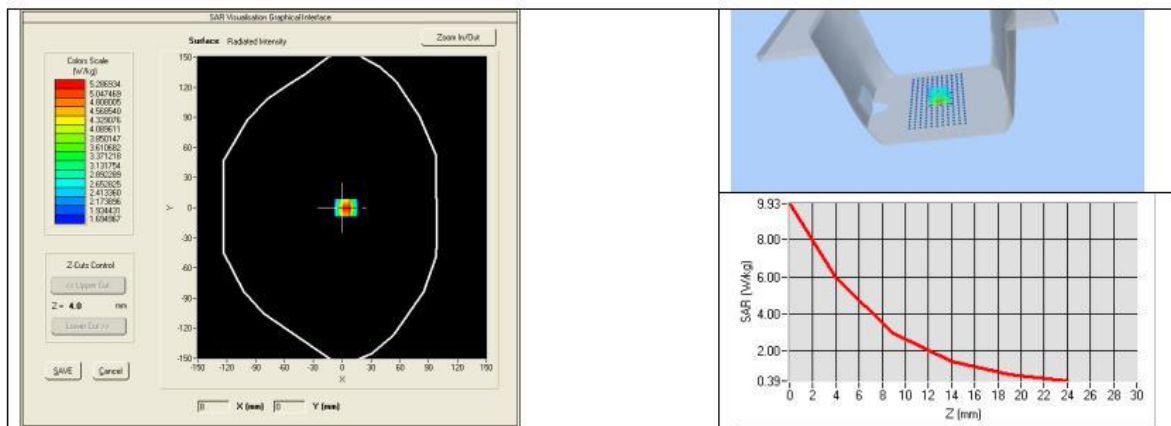 SAR Visualisation Graphical Interface
Surface Radiated Intensity
Zoom In/Out
Colors Scale
(W/kg)
5.286934
5.047469
4.808005
4.568540
4.329076
4.089611
3.850147
3.610682
3.371218
3.131754
2.892289
2.652825
2.413360
2.173896
1.934431
1.694967
Z-Cuts Control
<< Upper Cut
Z = 4.0 mm
Lower Cut >>
SAVE Cancel
150
120
90
60
30
0
-30
-60
-90
-120
-150
Y
-150 -120 -90 -60 -30 0 30 60 90 120 150
X
X (mm) 0 Y (mm)
9.93
8.00
6.00
4.00
2.00
0.39
SAR (W/kg)
0 2 4 6 8 10 12 14 16 18 20 22 24 26 28 30
Z (mm)